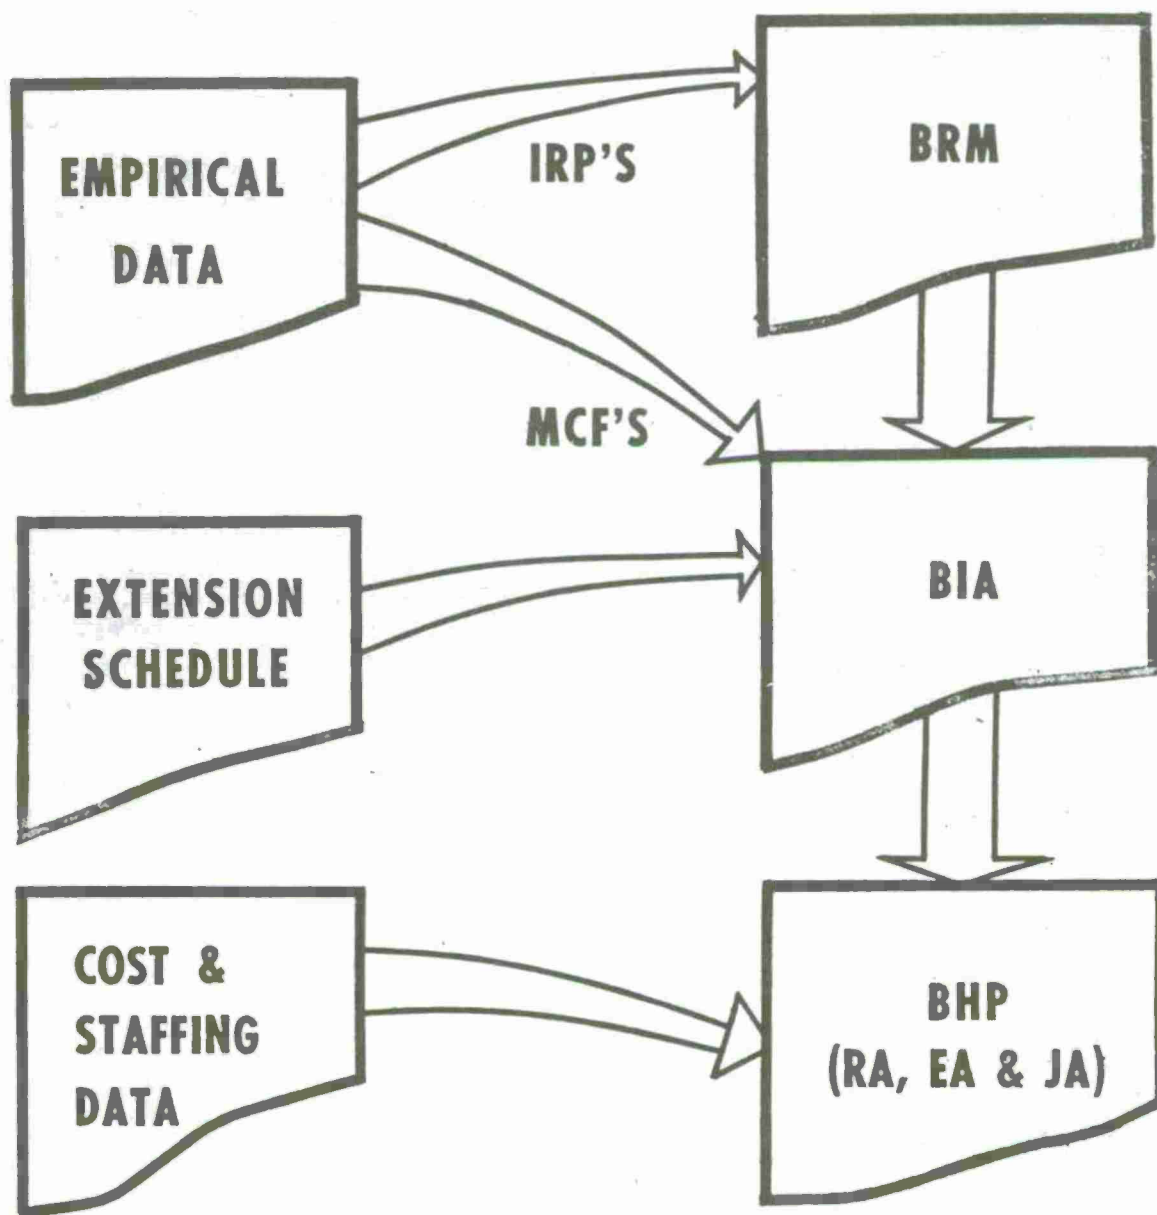 EMPIRICAL
DATA
IRP'S
BRM
MCF'S
EXTENSION
SCHEDULE
BIA
COST &
STAFFING
DATA
BHP
(RA, EA & JA)